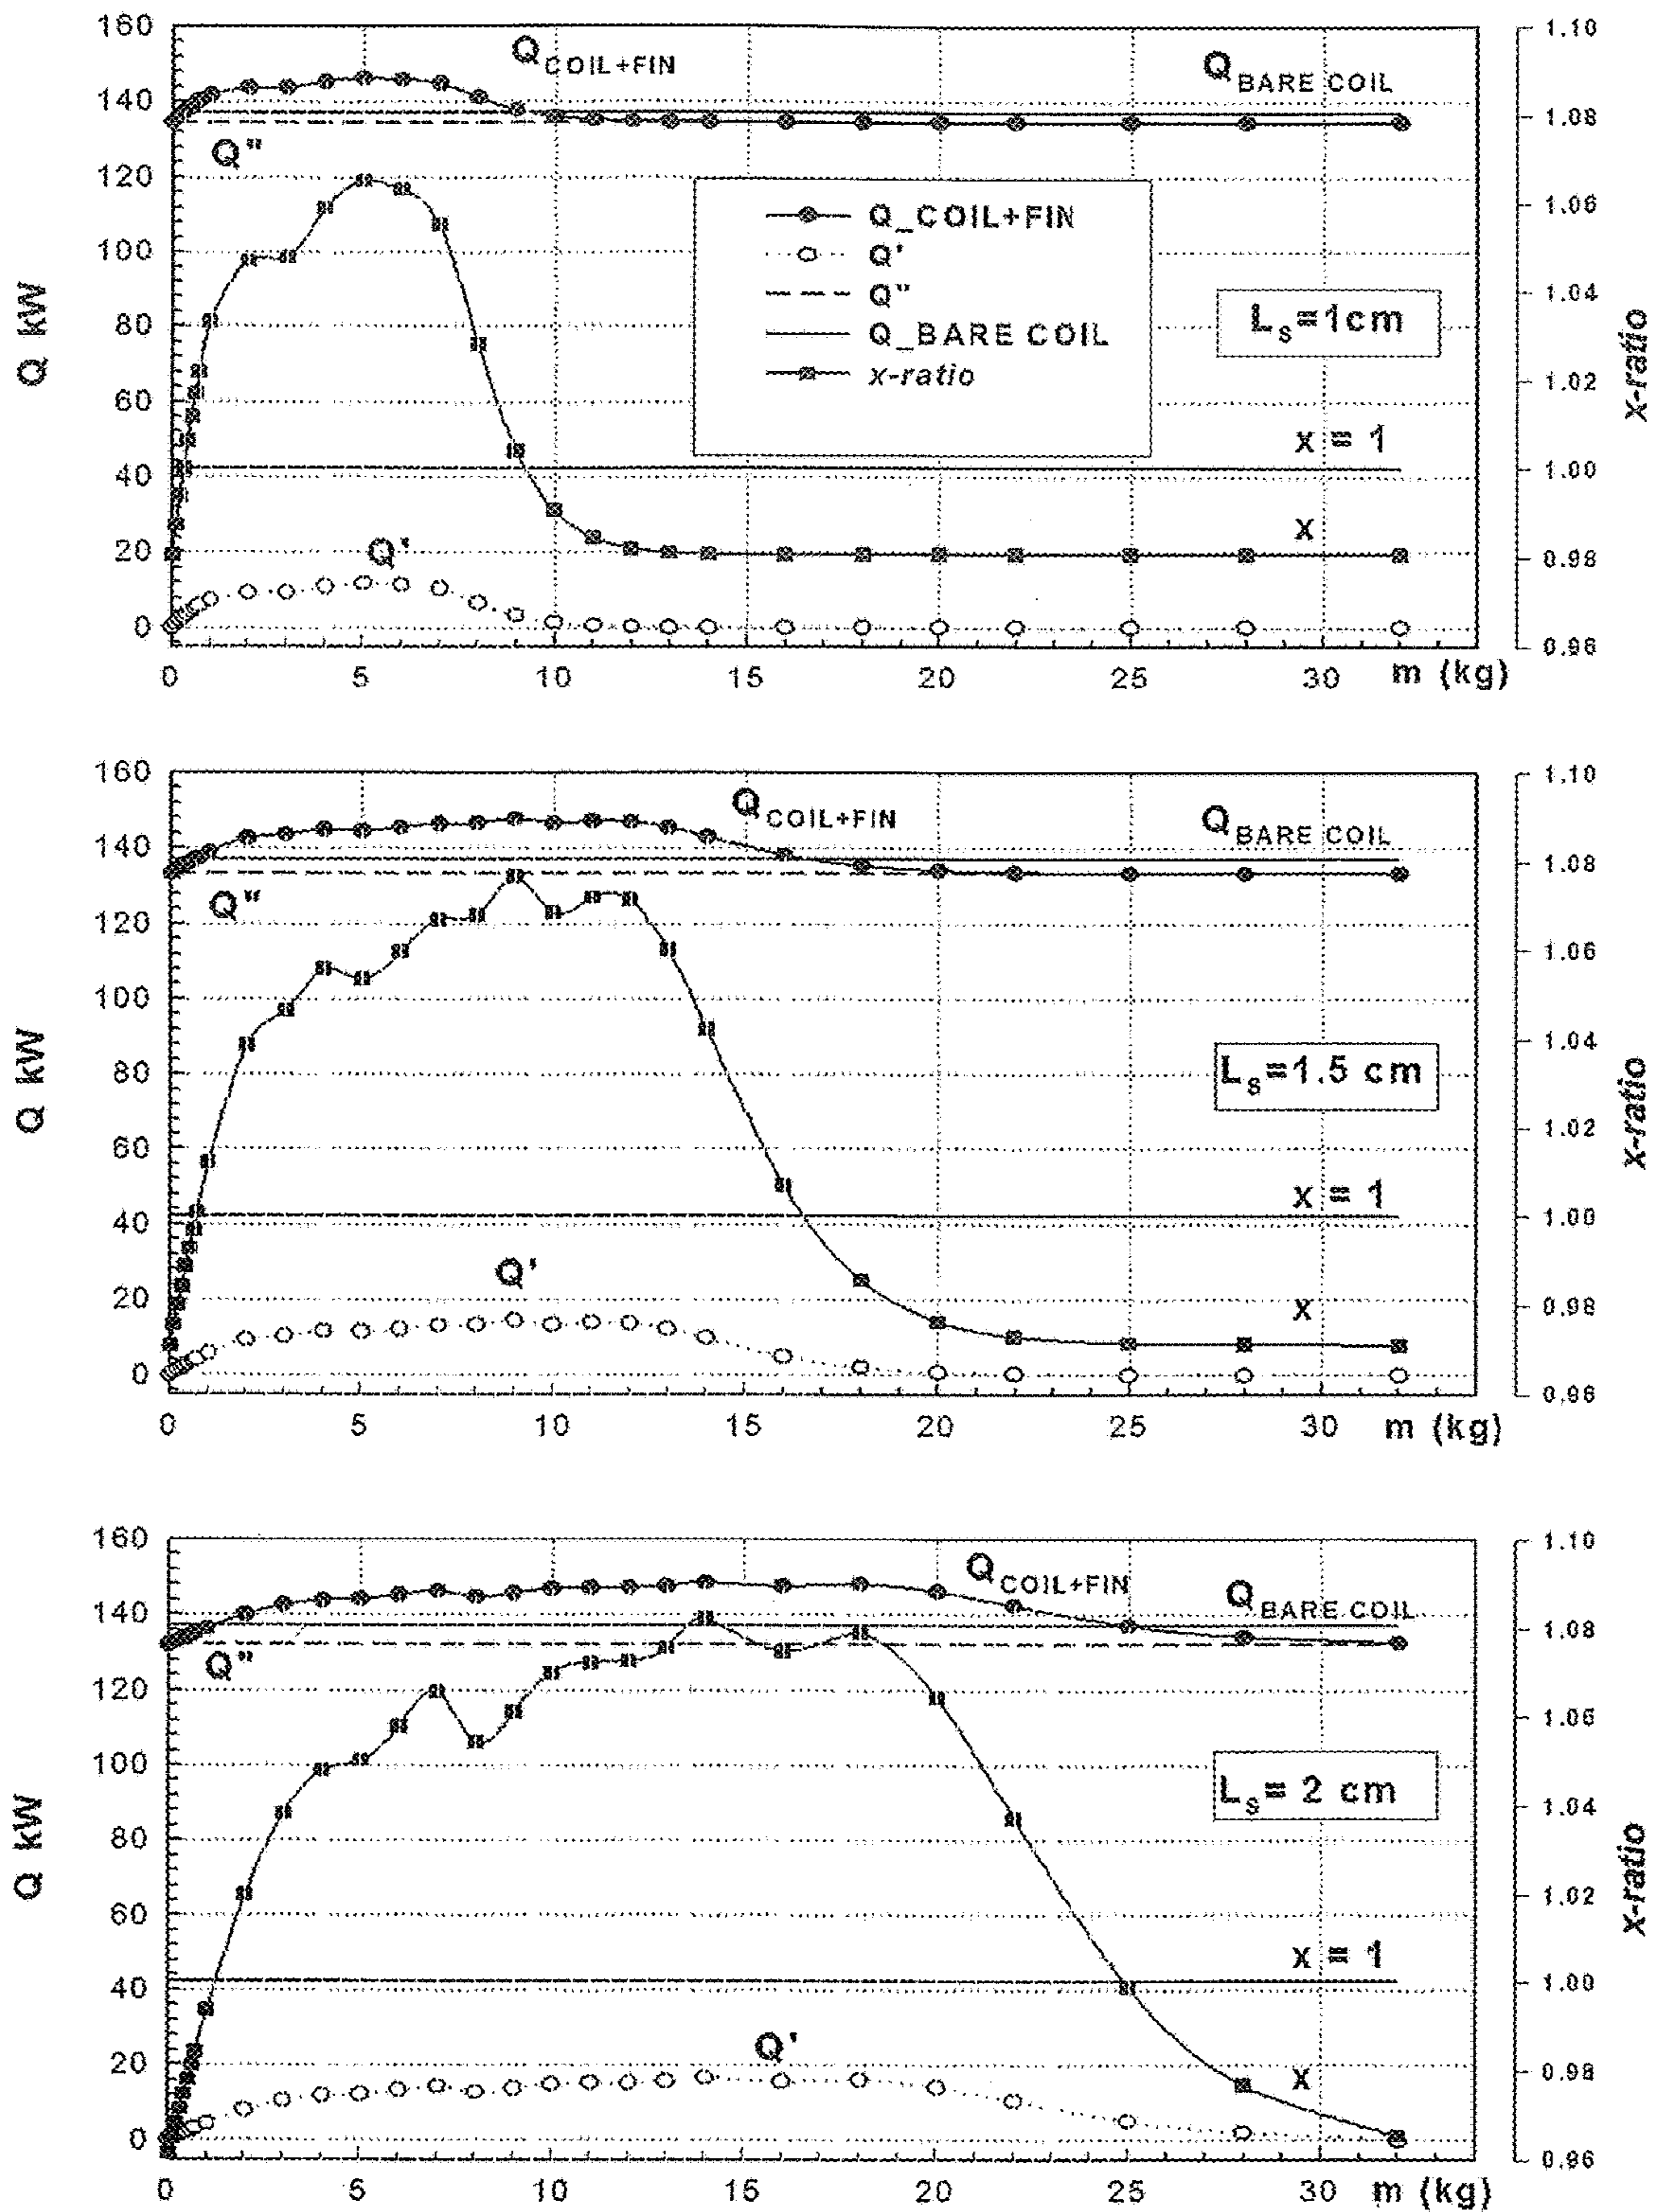 160
140
120
100
80
60
40
20
0
Q kW
Q COIL+FIN
Q BARE COIL
Q"
Q_COIL+FIN
Q'
Q"
Q_BARE COIL
x-ratio
L_s=1cm
x = 1
x
Q'
1.10
1.08
1.06
1.04
1.02
1.00
0.98
0.96
x-ratio
0 5 10 15 20 25 30 m (kg)
160
140
120
100
80
60
40
20
0
Q kW
Q COIL+FIN
Q BARE COIL
Q"
L_s=1.5 cm
x = 1
x
Q'
1.10
1.08
1.06
1.04
1.02
1.00
0.98
0.96
x-ratio
0 5 10 15 20 25 30 m (kg)
160
140
120
100
80
60
40
20
0
Q kW
Q COIL+FIN
Q BARE COIL
Q"
L_s= 2 cm
x = 1
x
Q'
1.10
1.08
1.06
1.04
1.02
1.00
0.98
0.96
x-ratio
0 5 10 15 20 25 30 m (kg)